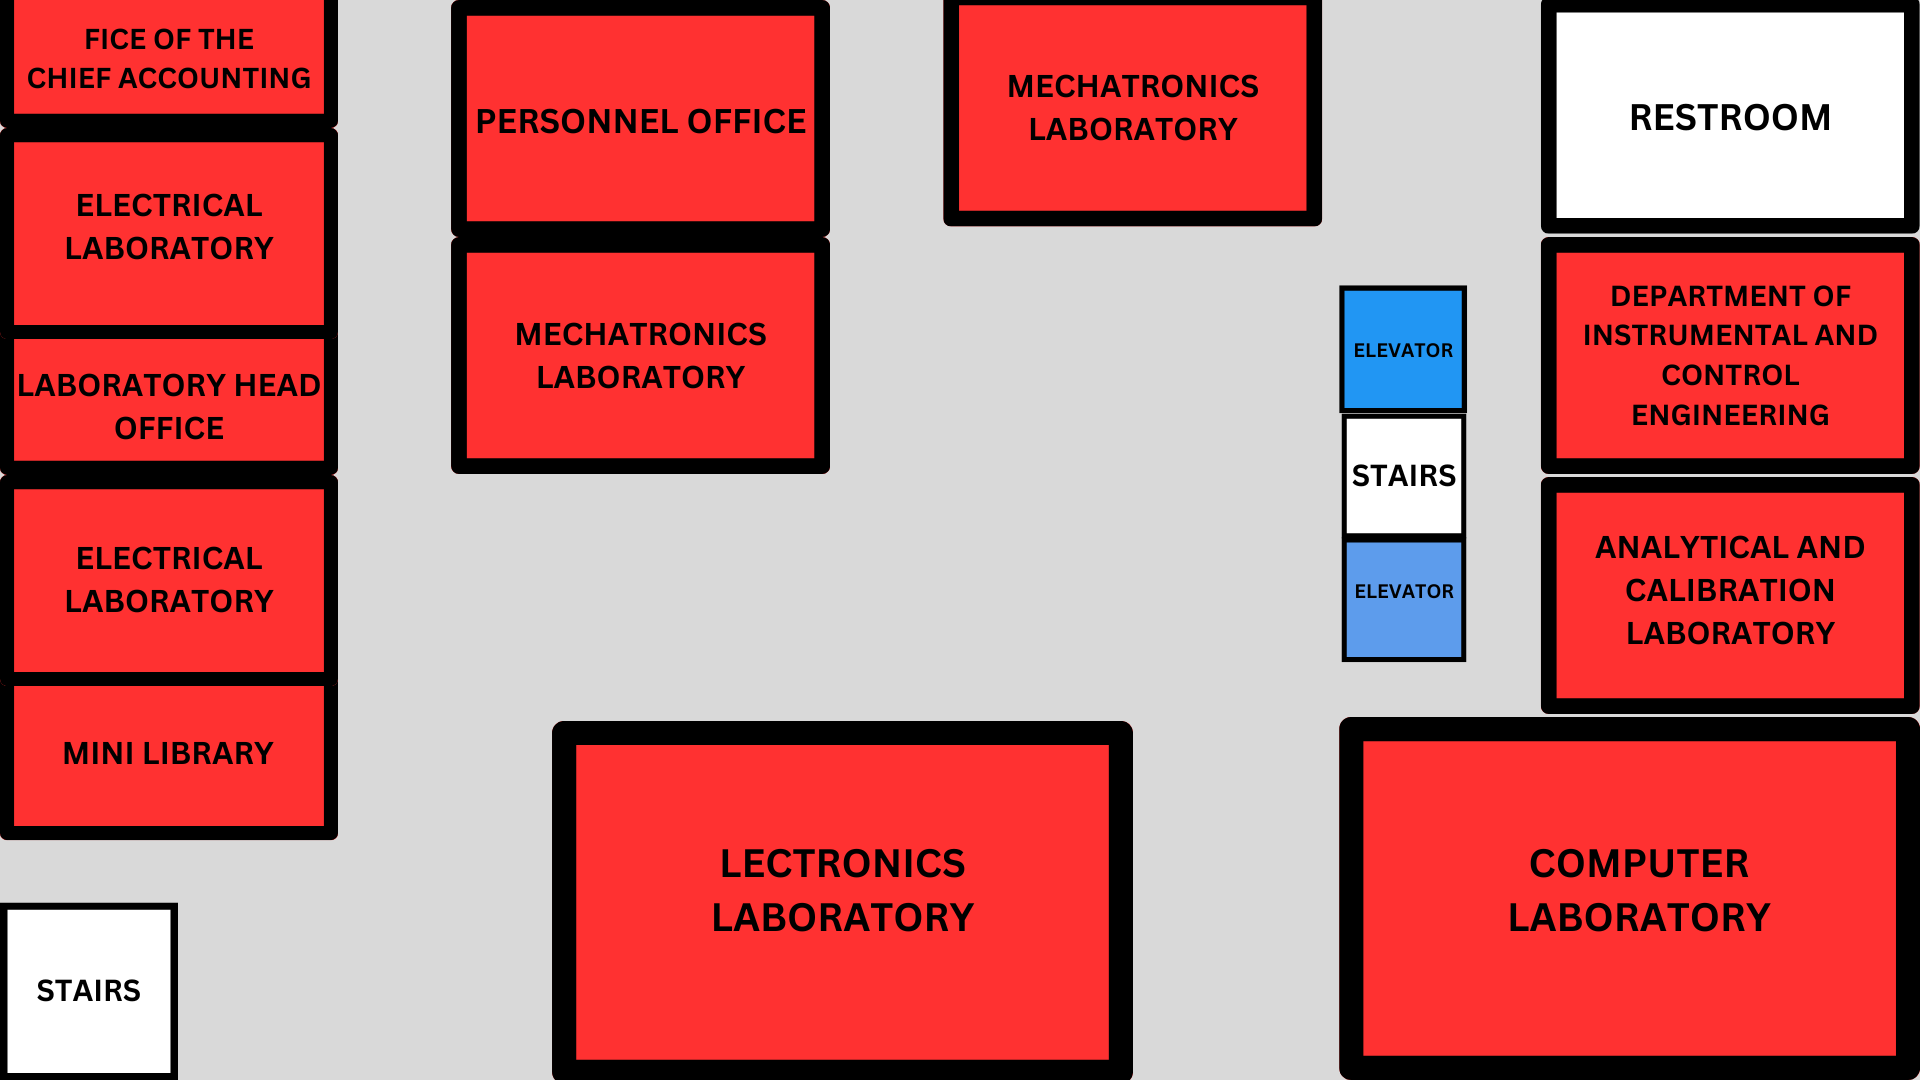 FICE OF THE
CHIEF ACCOUNTING
ELECTRICAL
LABORATORY
LABORATORY HEAD
OFFICE
ELECTRICAL
LABORATORY
MINI LIBRARY
STAIRS
PERSONNEL OFFICE
MECHATRONICS
LABORATORY
MECHATRONICS
LABORATORY
LECTRONICS
LABORATORY
ELEVATOR
STAIRS
ELEVATOR
RESTROOM
DEPARTMENT OF
INSTRUMENTAL AND
CONTROL
ENGINEERING
ANALYTICAL AND
CALIBRATION
LABORATORY
COMPUTER
LABORATORY